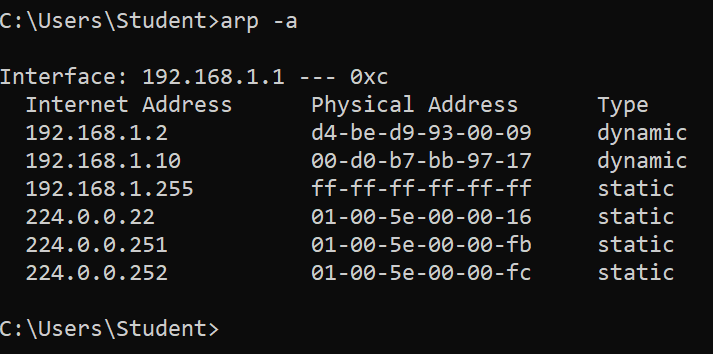 C:\Users\Student>arp -a
Interface: 192.168.1.1 --- 0xc
  Internet Address      Physical Address      Type
  192.168.1.2           d4-be-d9-93-00-09     dynamic
  192.168.1.10          00-d0-b7-bb-97-17     dynamic
  192.168.1.255         ff-ff-ff-ff-ff-ff     static
  224.0.0.22            01-00-5e-00-00-16     static
  224.0.0.251           01-00-5e-00-00-fb     static
  224.0.0.252           01-00-5e-00-00-fc     static
C:\Users\Student>